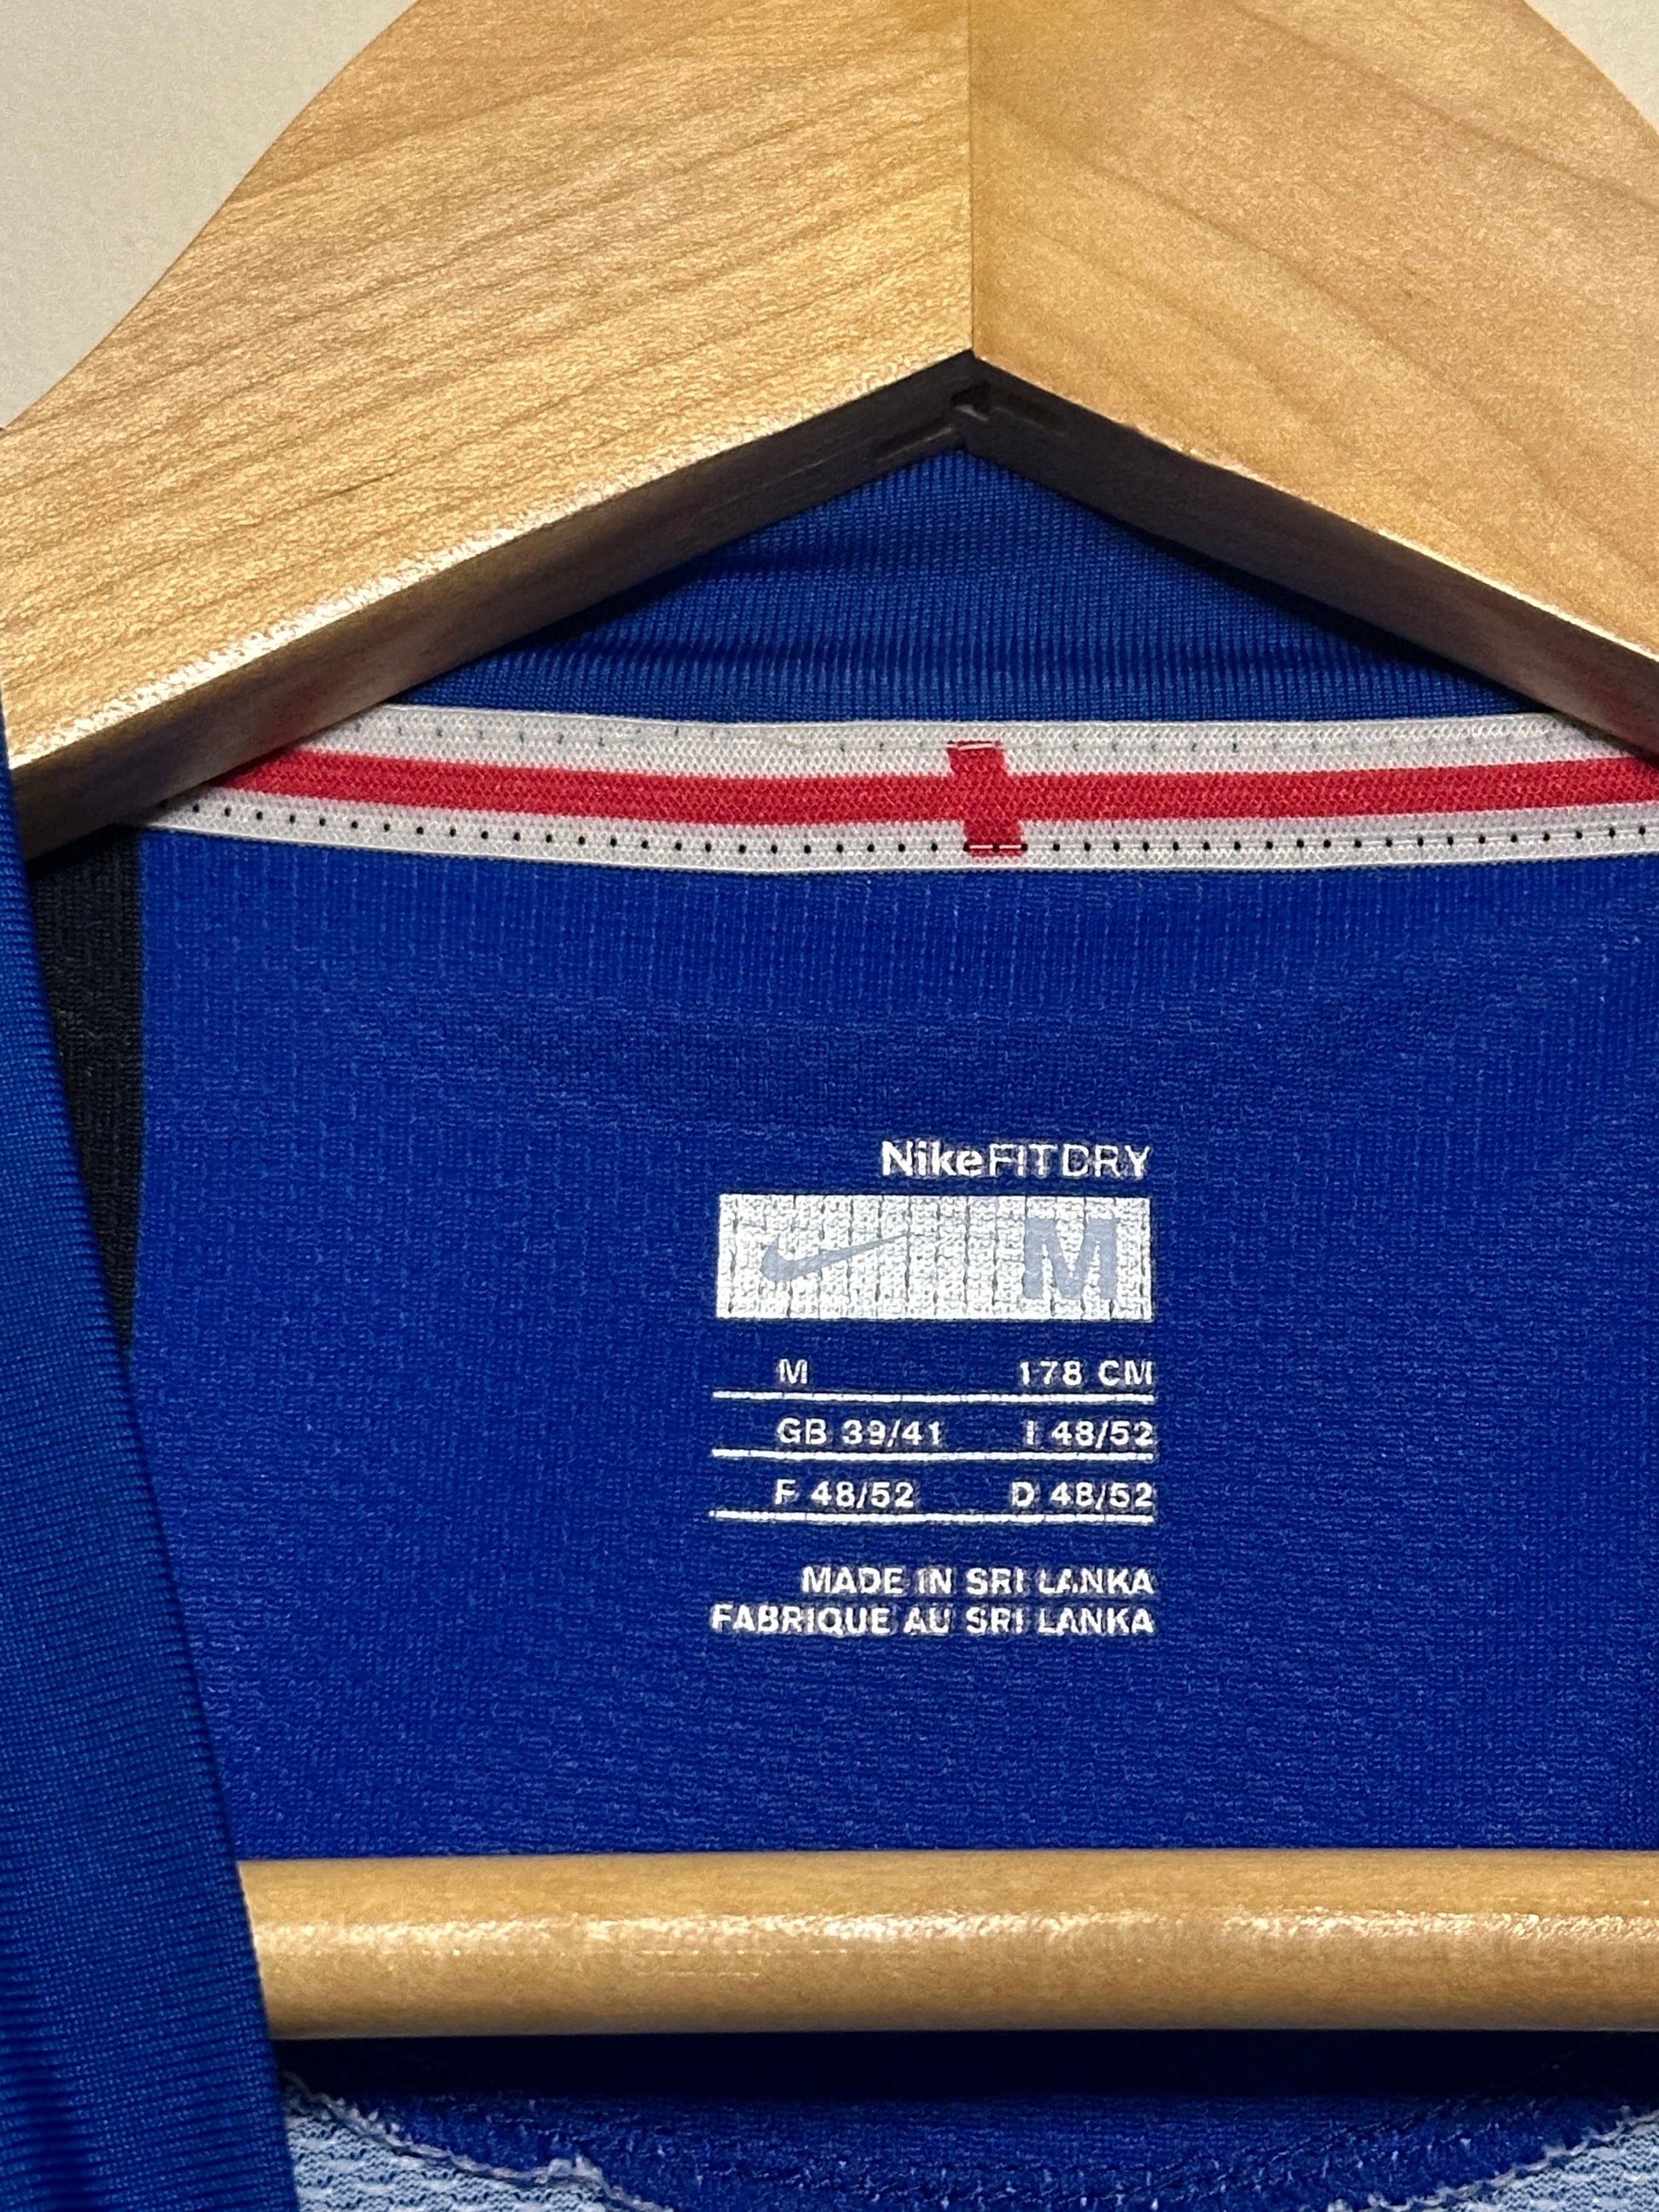 NikeFITDRY
M
M 178 CM
GB 39/41 I 48/52
F 48/52 D 48/52
MADE IN SRI LANKA
FABRIQUE AU SRI LANKA